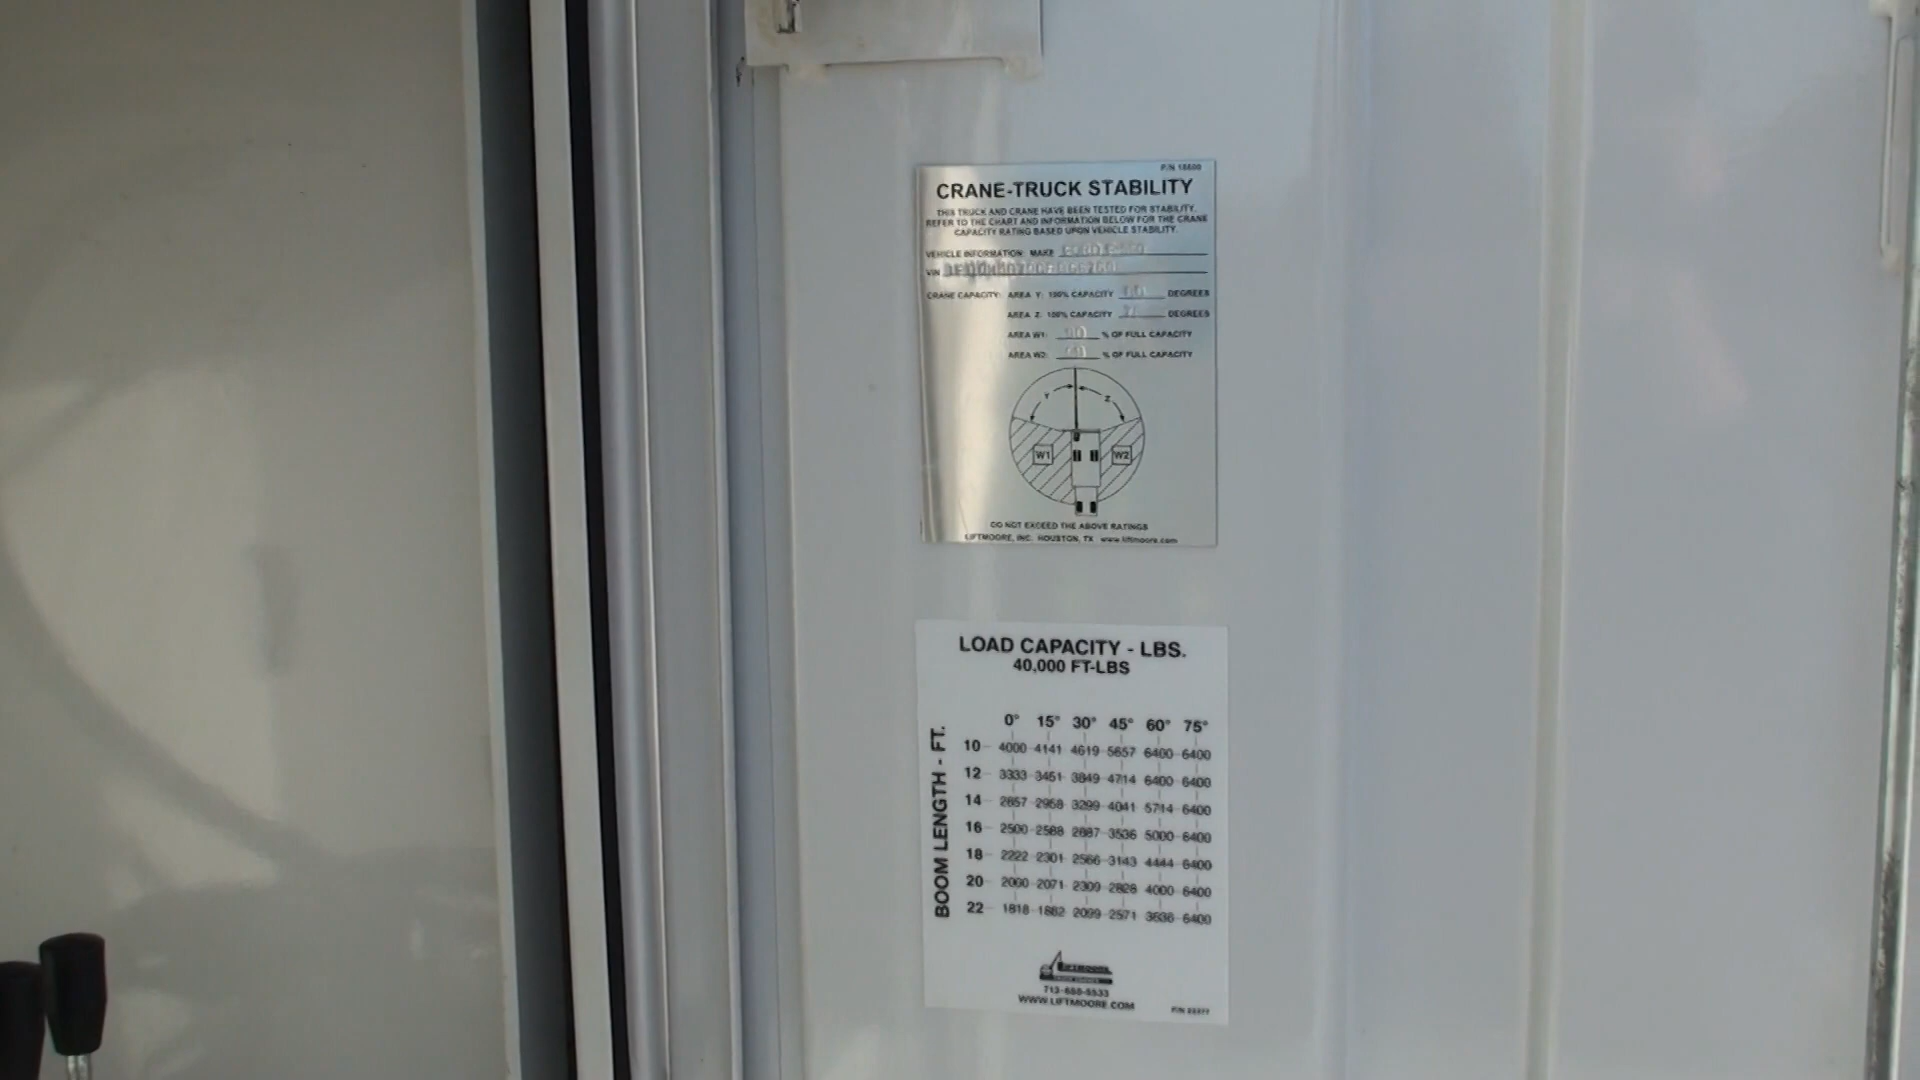 P/N 18600
CRANE-TRUCK STABILITY
THIS TRUCK AND CRANE HAVE BEEN TESTED FOR STABILITY.
REFER TO THE CHART AND INFORMATION BELOW FOR THE CRANE
CAPACITY RATING BASED UPON VEHICLE STABILITY.
VEHICLE INFORMATION: MAKE FORD
VIN
CRANE CAPACITY: AREA Y: 100% CAPACITY DEGREES
AREA Z: 100% CAPACITY DEGREES
AREA W1: % OF FULL CAPACITY
AREA W2: % OF FULL CAPACITY
Y Z
W1 W2
DO NOT EXCEED THE ABOVE RATINGS
LIFTMOORE, INC. HOUSTON, TX www.liftmoore.com
LOAD CAPACITY - LBS.
40,000 FT-LBS
BOOM LENGTH - FT.
0° 15° 30° 45° 60° 75°
10 4000 4141 4619 5657 6400 6400
12 3333 3451 3849 4714 6400 6400
14 2857 2958 3299 4041 5714 6400
16 2500 2588 2887 3536 5000 6400
18 2222 2301 2566 3143 4444 6400
20 2000 2071 2309 2828 4000 6400
22 1818 1882 2099 2571 3636 6400
LIFTMOORE
713-688-5533
WWW.LIFTMOORE.COM
P/N